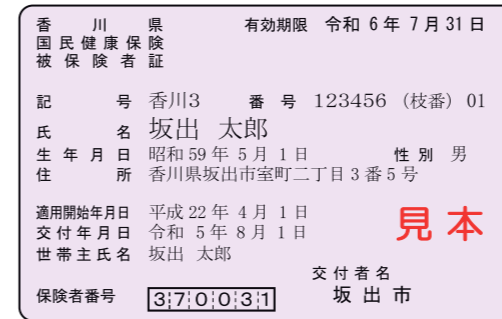 香川県 有効期限 令和 6年 7月31日
国民健康保険
被保険者証
記号 香川3 番号 123456 (枝番) 01
氏名 坂出 太郎
生年月日 昭和59年 5月 1日 性別 男
住所 香川県坂出市室町二丁目3番5号
適用開始年月日 平成22年 4月 1日
交付年月日 令和 5年 8月 1日
見本
世帯主氏名 坂出 太郎
交付者名
保険者番号 370031 坂出市